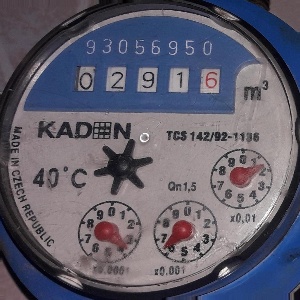 93056950
02916 m³
KADEN TCS 142/92-1136
MADE IN CZECH REPUBLIC
40°C
Qn1,5
x0,01
x0,0001
x0,001